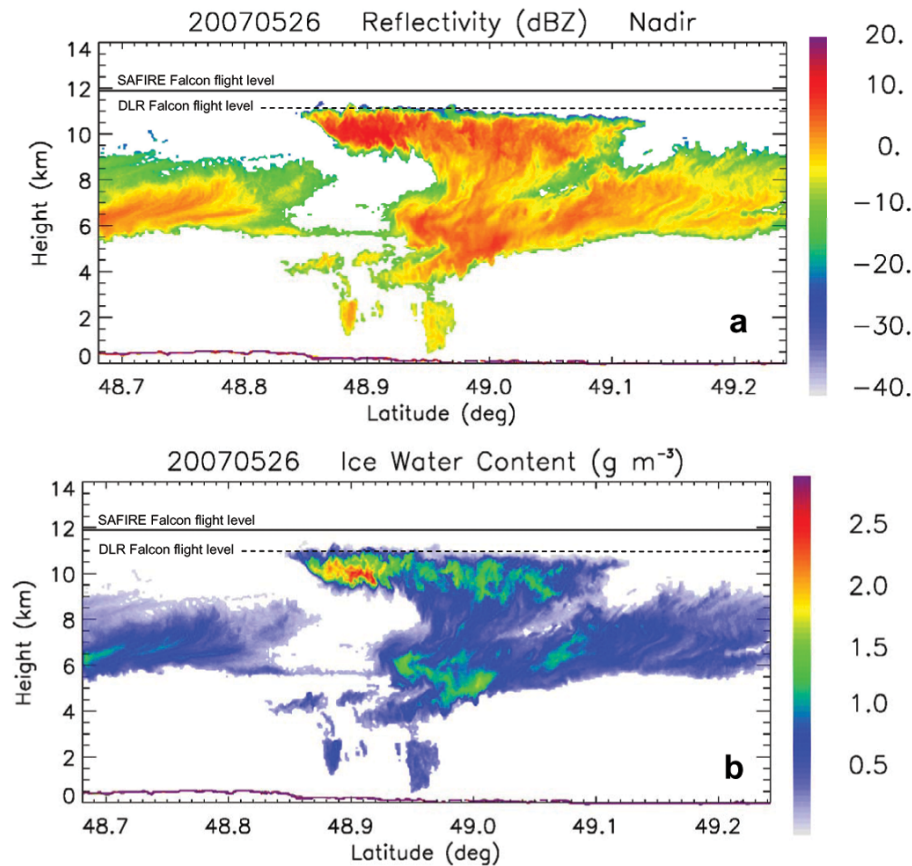 20070526 Reflectivity (dBZ) Nadir
14
12
10
8
6
4
2
0
Height (km)
SAFIRE Falcon flight level
DLR Falcon flight level
a
48.7 48.8 48.9 49.0 49.1 49.2
Latitude (deg)
20.
10.
0.
-10.
-20.
-30.
-40.
20070526 Ice Water Content (g m⁻³)
14
12
10
8
6
4
2
0
Height (km)
SAFIRE Falcon flight level
DLR Falcon flight level
b
48.7 48.8 48.9 49.0 49.1 49.2
Latitude (deg)
2.5
2.0
1.5
1.0
0.5